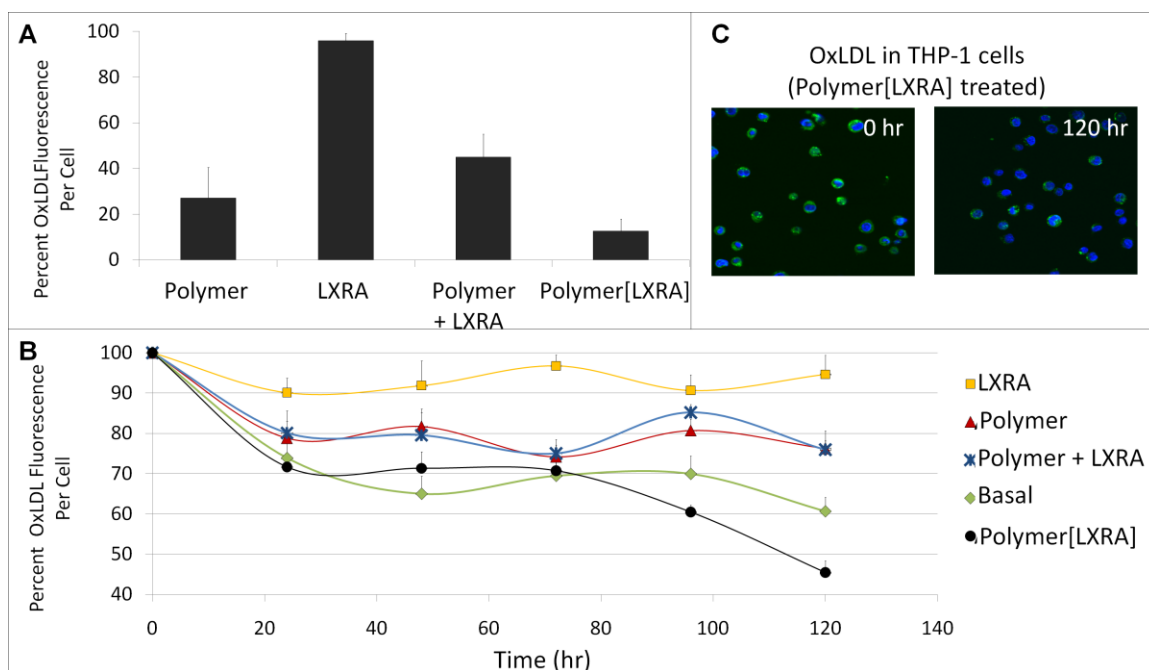 A
Percent OxLDLFluorescence
Per Cell
100
80
60
40
20
0
Polymer
LXRA
Polymer
+ LXRA
Polymer[LXRA]
C
OxLDL in THP-1 cells
(Polymer[LXRA] treated)
0 hr
120 hr
B
Percent OxLDL Fluorescence
Per Cell
100
90
80
70
60
50
40
0
20
40
60
80
100
120
140
Time (hr)
LXRA
Polymer
Polymer + LXRA
Basal
Polymer[LXRA]